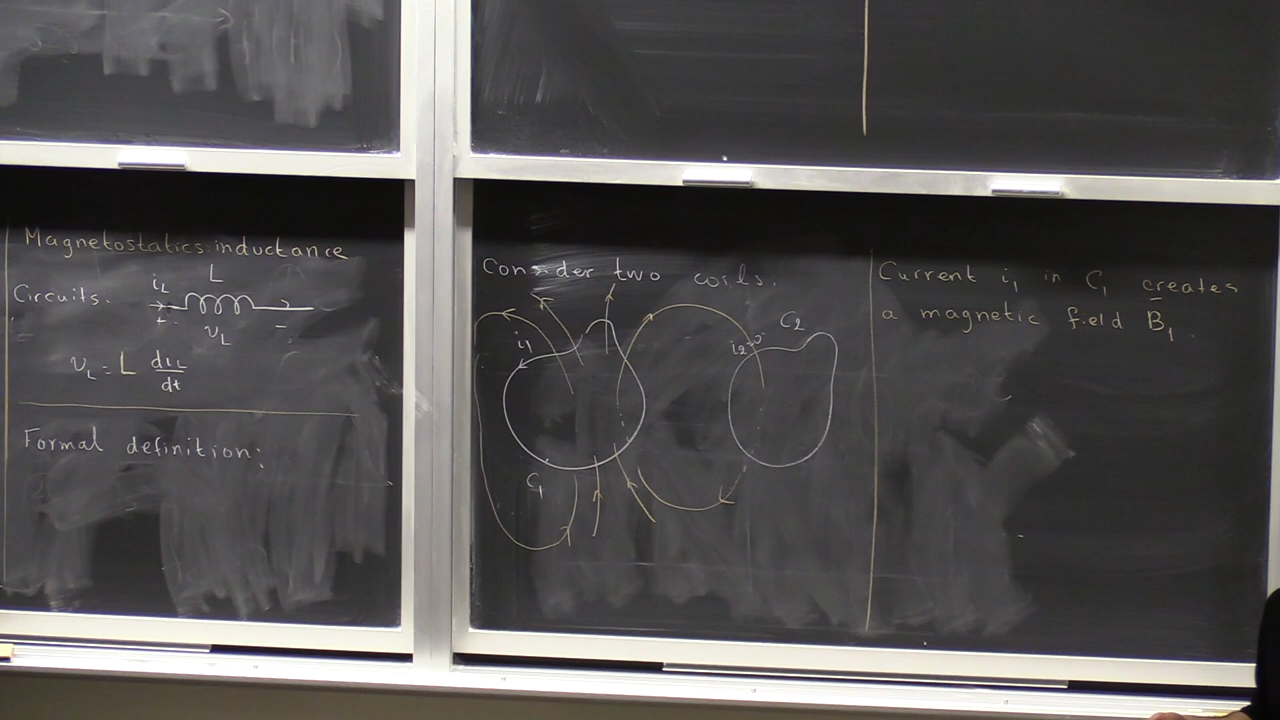 Magnetostatics: inductance
Circuits.
i_L
L
+
-
v_L
v_L = L di_L/dt
Formal definition:
Consider two coils.
i_1
C_1
i_2
C_2
Current i_1 in C_1 creates
a magnetic field B_1.